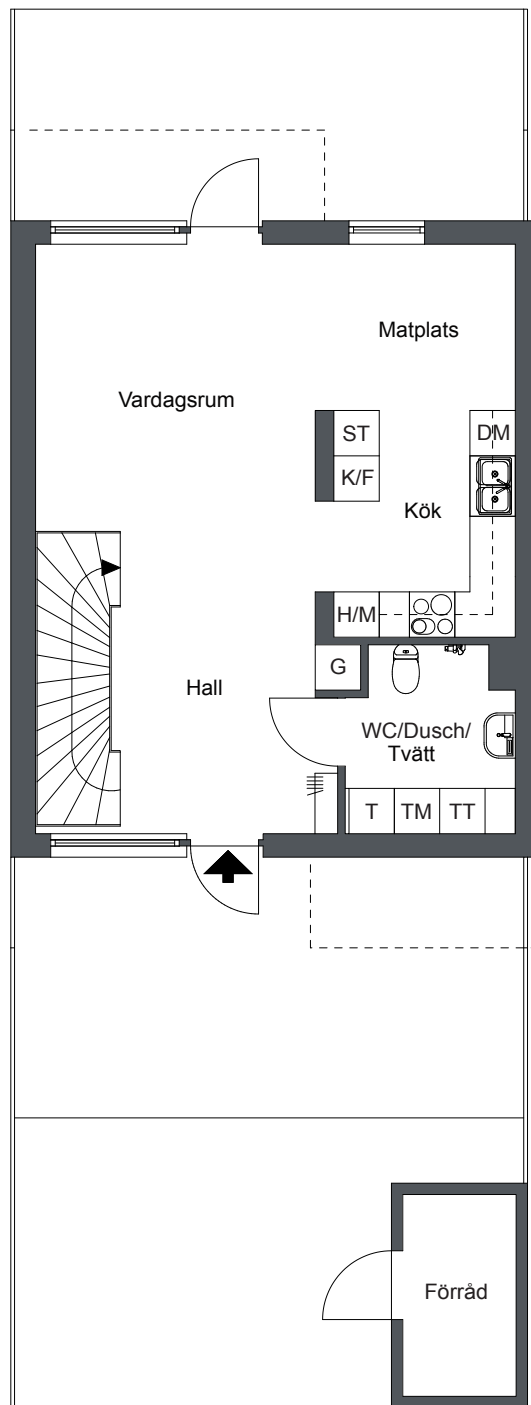 Matplats
Vardagsrum
ST
DM
K/F
Kök
H/M
G
Hall
WC/Dusch/
Tvätt
T
TM
TT
Förråd